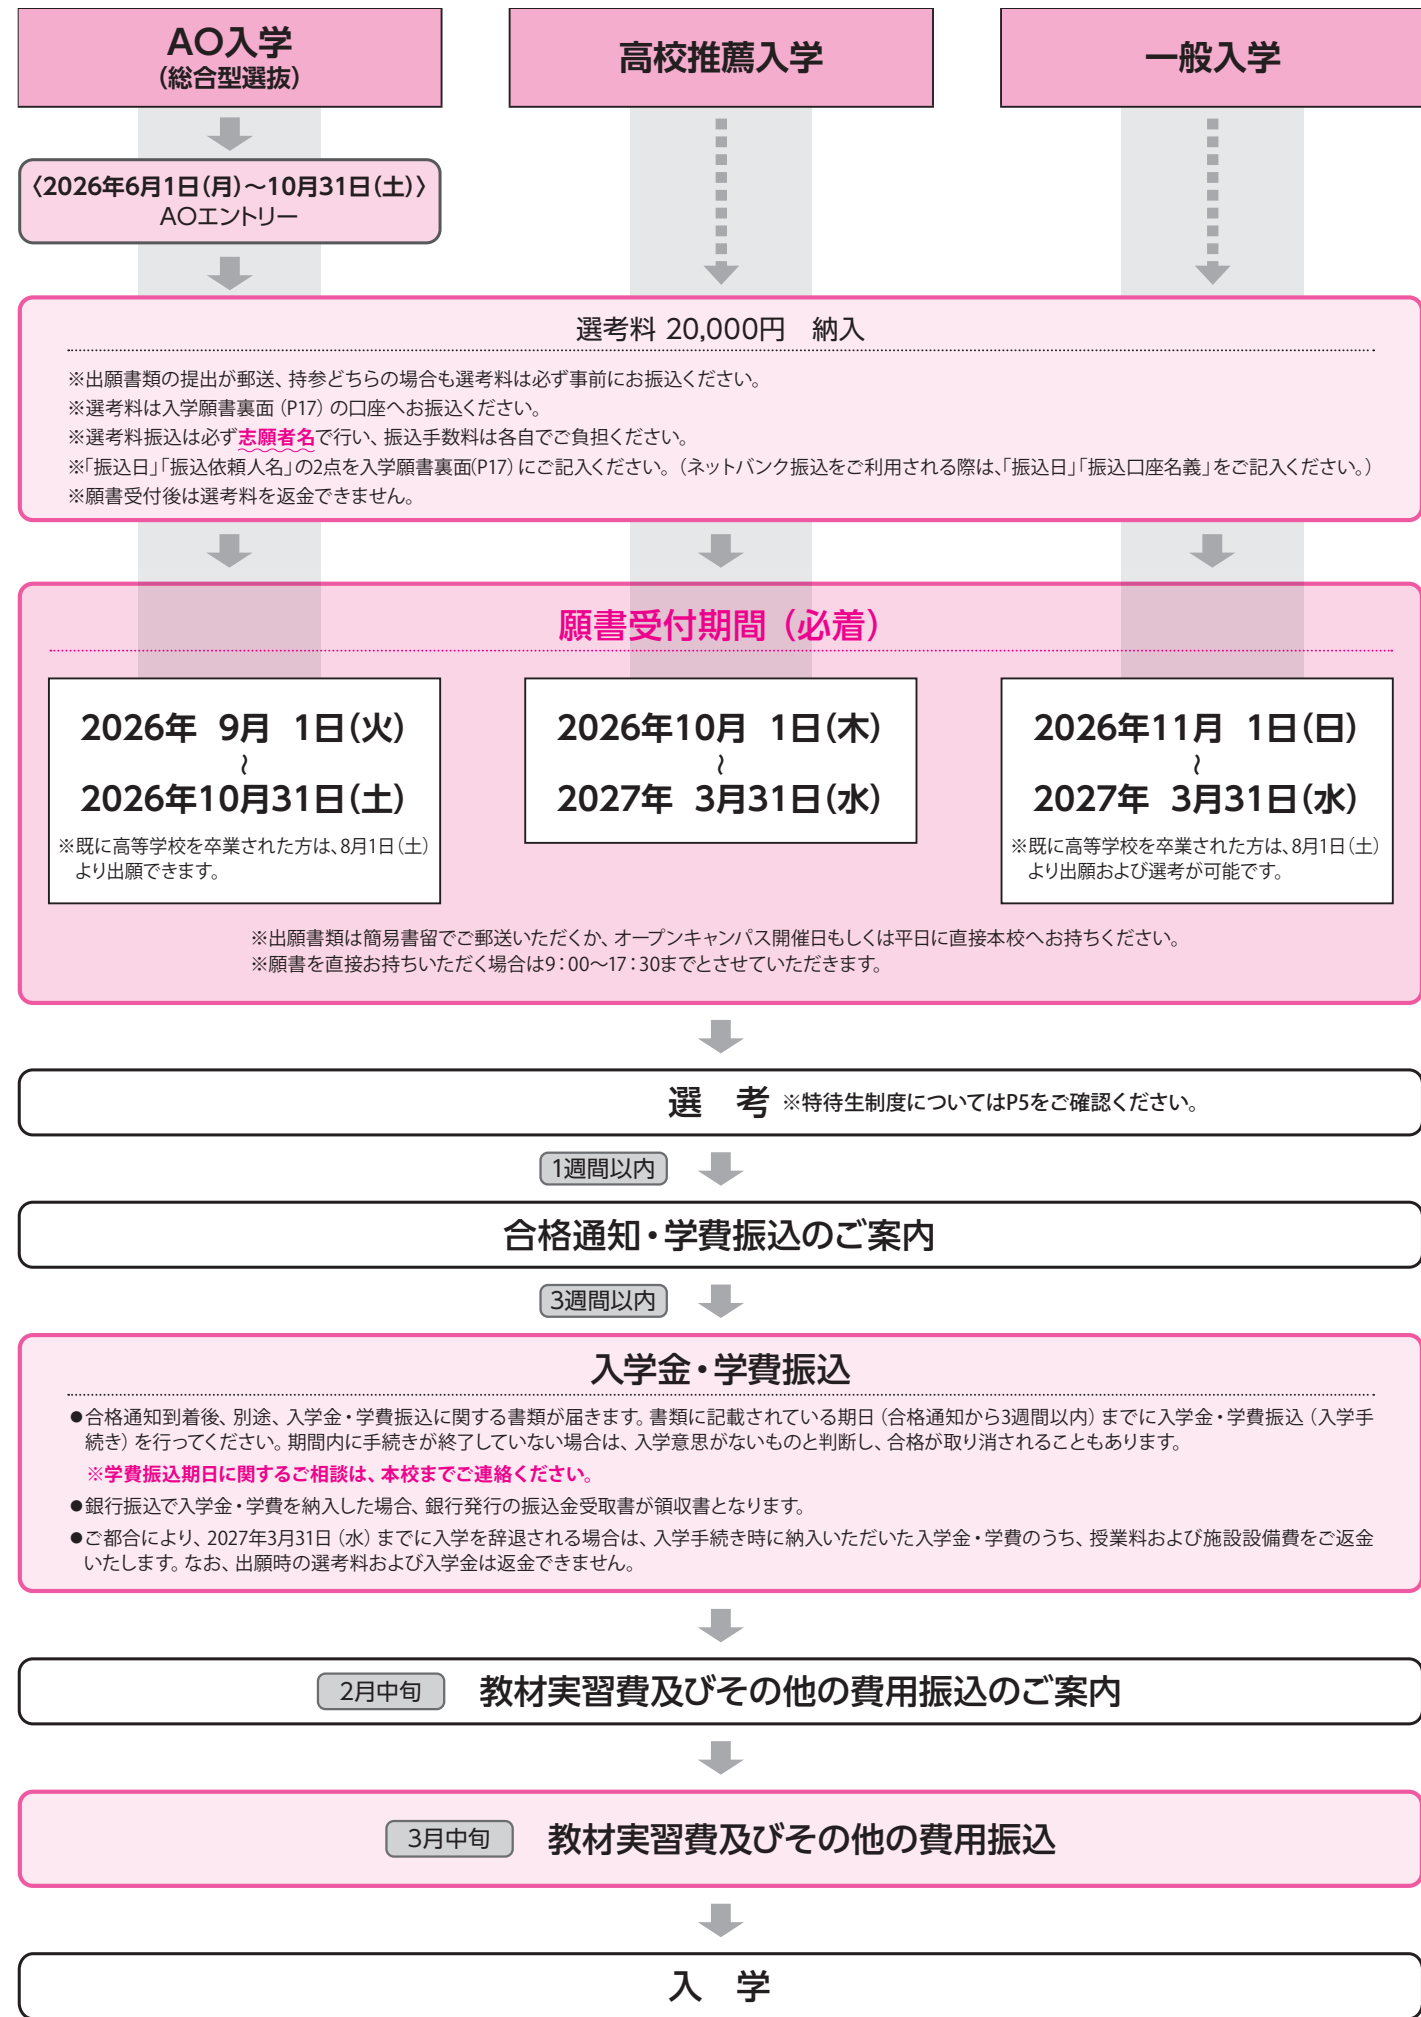 AO入学
（総合型選抜）
高校推薦入学
一般入学
〈2026年6月1日（月）～10月31日（土）〉
AOエントリー
選考料 20,000円　納入
※出願書類の提出が郵送、持参どちらの場合も選考料は必ず事前にお振込ください。
※選考料は入学願書裏面（P17）の口座へお振込ください。
※選考料振込は必ず志願者名で行い、振込手数料は各自でご負担ください。
※「振込日」「振込依頼人名」の2点を入学願書裏面(P17）にご記入ください。（ネットバンク振込をご利用される際は、「振込日」「振込口座名義」をご記入ください。）
※願書受付後は選考料を返金できません。
願書受付期間（必着）
2026年 9月 1日（火）
～
2026年10月31日（土）
※既に高等学校を卒業された方は、8月1日（土）
より出願できます。
2026年10月 1日（木）
～
2027年 3月31日（水）
2026年11月 1日（日）
～
2027年 3月31日（水）
※既に高等学校を卒業された方は、8月1日（土）
より出願および選考が可能です。
※出願書類は簡易書留でご郵送いただくか、オープンキャンパス開催日もしくは平日に直接本校へお持ちください。
※願書を直接お持ちいただく場合は9：00～17：30までとさせていただきます。
選　考 ※特待生制度についてはP5をご確認ください。
1週間以内
合格通知・学費振込のご案内
3週間以内
入学金・学費振込
●合格通知到着後、別途、入学金・学費振込に関する書類が届きます。書類に記載されている期日（合格通知から3週間以内）までに入学金・学費振込（入学手
続き）を行ってください。期間内に手続きが終了していない場合は、入学意思がないものと判断し、合格が取り消されることもあります。
※学費振込期日に関するご相談は、本校までご連絡ください。
●銀行振込で入学金・学費を納入した場合、銀行発行の振込金受取書が領収書となります。
●ご都合により、2027年3月31日（水）までに入学を辞退される場合は、入学手続き時に納入いただいた入学金・学費のうち、授業料および施設設備費をご返金
いたします。なお、出願時の選考料および入学金は返金できません。
2月中旬 教材実習費及びその他の費用振込のご案内
3月中旬 教材実習費及びその他の費用振込
入　学